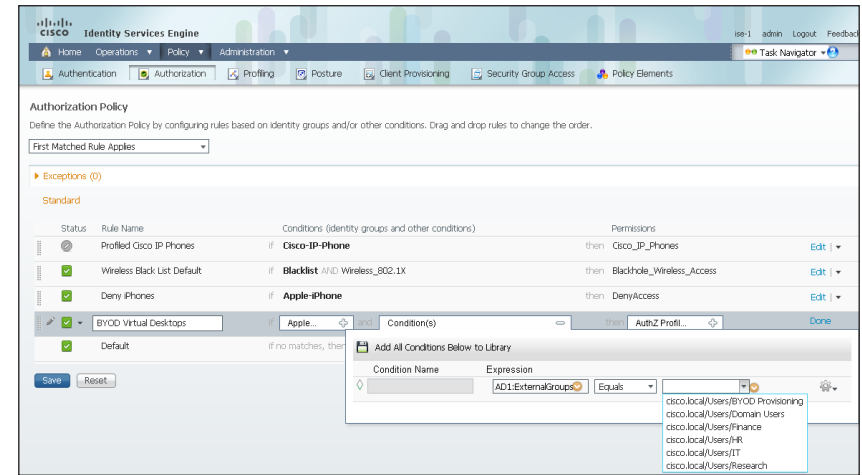 CISCO Identity Services Engine
ise-1 admin Logout Feedback
Home Operations Policy Administration Task Navigator
Authentication Authorization Profiling Posture Client Provisioning Security Group Access Policy Elements
Authorization Policy
Define the Authorization Policy by configuring rules based on identity groups and/or other conditions. Drag and drop rules to change the order.
First Matched Rule Applies
Exceptions (0)
Standard
Status Rule Name Conditions (identity groups and other conditions) Permissions
Profiled Cisco IP Phones if Cisco-IP-Phone then Cisco_IP_Phones Edit |
Wireless Black List Default if Blacklist AND Wireless_802.1X then Blackhole_Wireless_Access Edit |
Deny iPhones if Apple-iPhone then DenyAccess Edit |
BYOD Virtual Desktops if Apple... and Condition(s) then AuthZ Profil... Done
Default if no matches, then
Add All Conditions Below to Library
Condition Name Expression
AD1:ExternalGroups Equals
Save Reset
cisco.local/Users/BYOD Provisioning
cisco.local/Users/Domain Users
cisco.local/Users/Finance
cisco.local/Users/HR
cisco.local/Users/IT
cisco.local/Users/Research